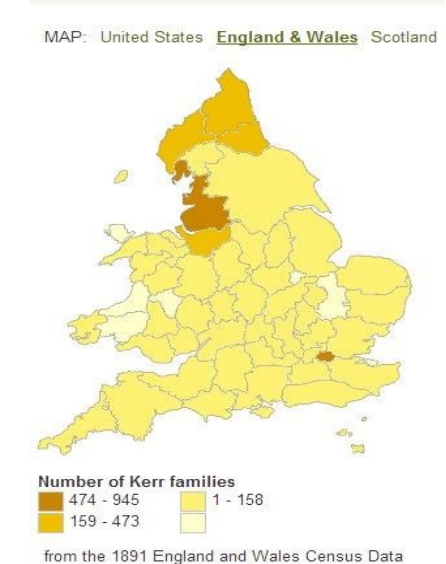 MAP: United States England & Wales Scotland
Number of Kerr families
474 - 945 1 - 158
159 - 473
from the 1891 England and Wales Census Data